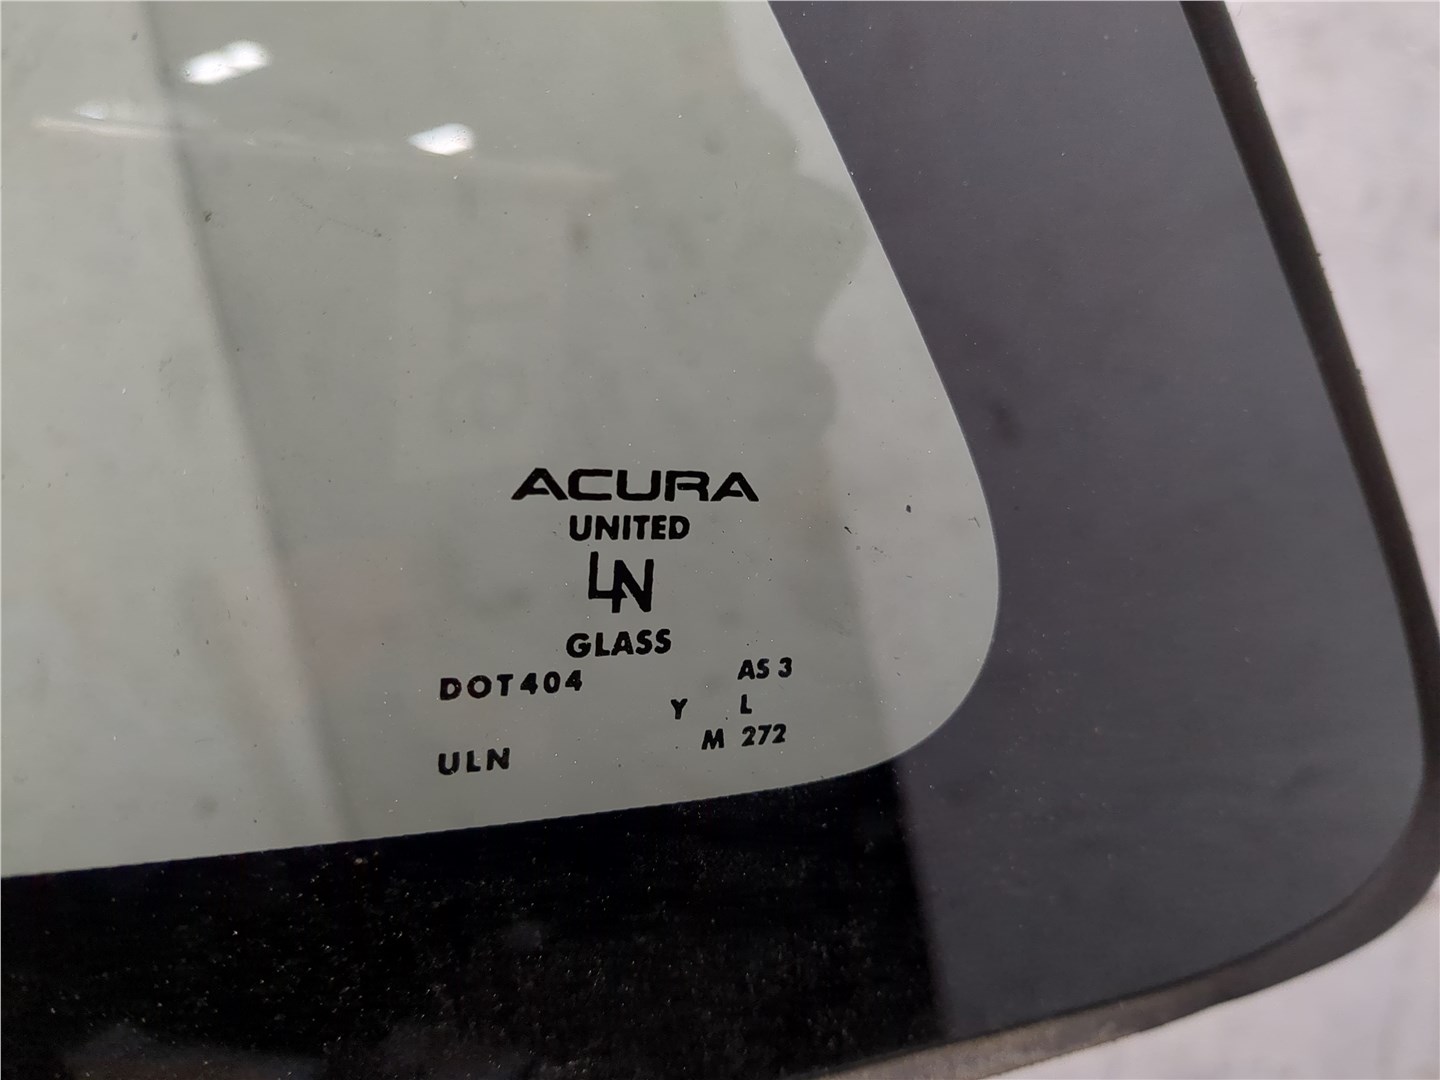 ACURA
UNITED
LN
GLASS
DOT404 AS 3
Y L
M 272
ULN